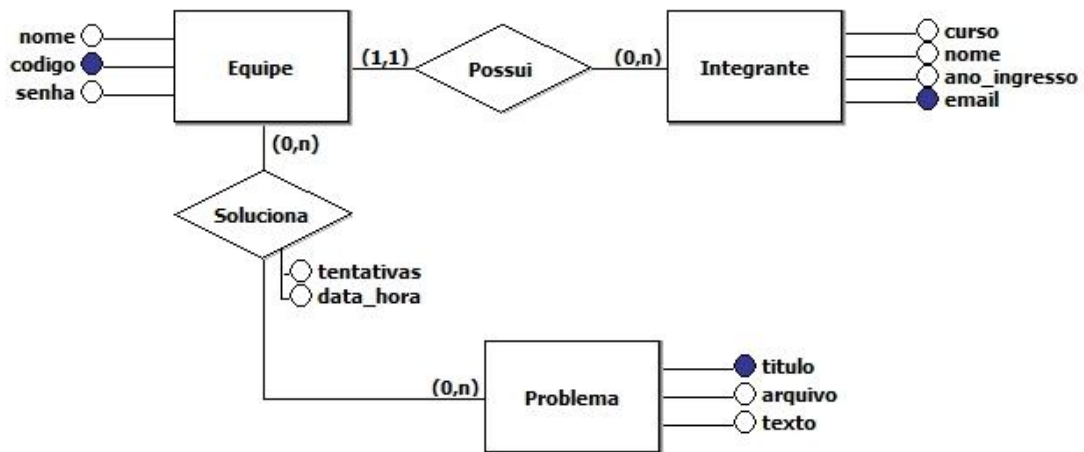 nome
codigo
senha
Equipe
(1,1)
Possui
(0,n)
Integrante
curso
nome
ano_ingresso
email
(0,n)
Soluciona
tentativas
data_hora
(0,n)
Problema
titulo
arquivo
texto